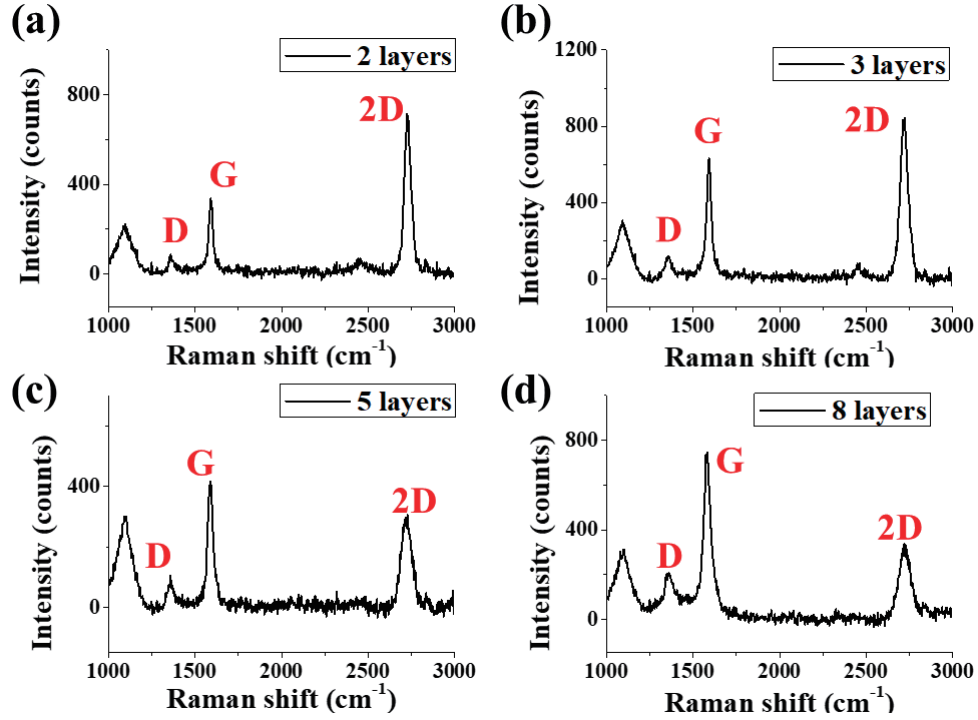 (a)
2 layers
800
400
0
Intensity (counts)
D
G
2D
1000 1500 2000 2500 3000
Raman shift (cm⁻¹)
(b)
3 layers
1200
800
400
0
Intensity (counts)
D
G
2D
1000 1500 2000 2500 3000
Raman shift (cm⁻¹)
(c)
5 layers
400
0
Intensity (counts)
D
G
2D
1000 1500 2000 2500 3000
Raman shift (cm⁻¹)
(d)
8 layers
800
400
0
Intensity (counts)
D
G
2D
1000 1500 2000 2500 3000
Raman shift (cm⁻¹)